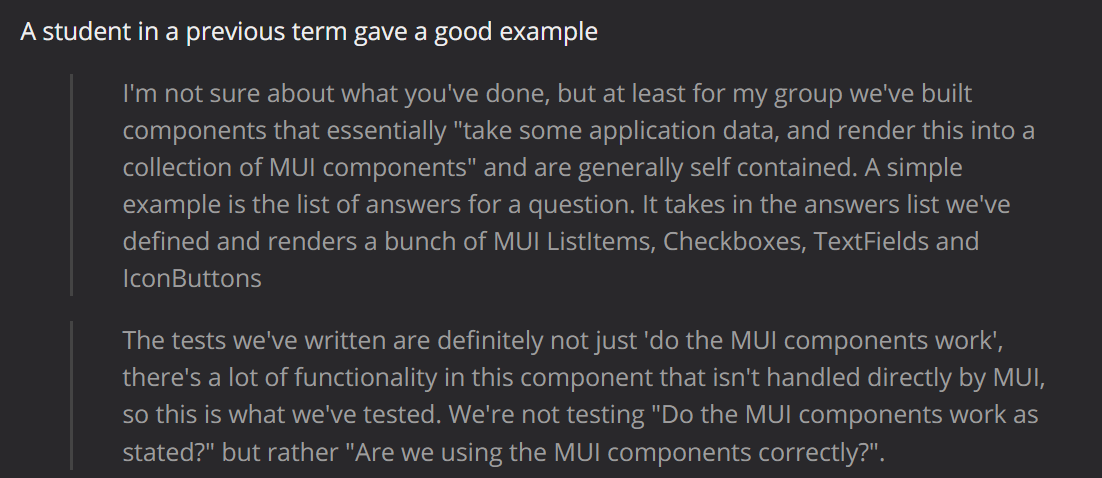 A student in a previous term gave a good example
I'm not sure about what you've done, but at least for my group we've built
components that essentially "take some application data, and render this into a
collection of MUI components" and are generally self contained. A simple
example is the list of answers for a question. It takes in the answers list we've
defined and renders a bunch of MUI ListItems, Checkboxes, TextFields and
IconButtons
The tests we've written are definitely not just 'do the MUI components work',
there's a lot of functionality in this component that isn't handled directly by MUI,
so this is what we've tested. We're not testing "Do the MUI components work as
stated?" but rather "Are we using the MUI components correctly?".